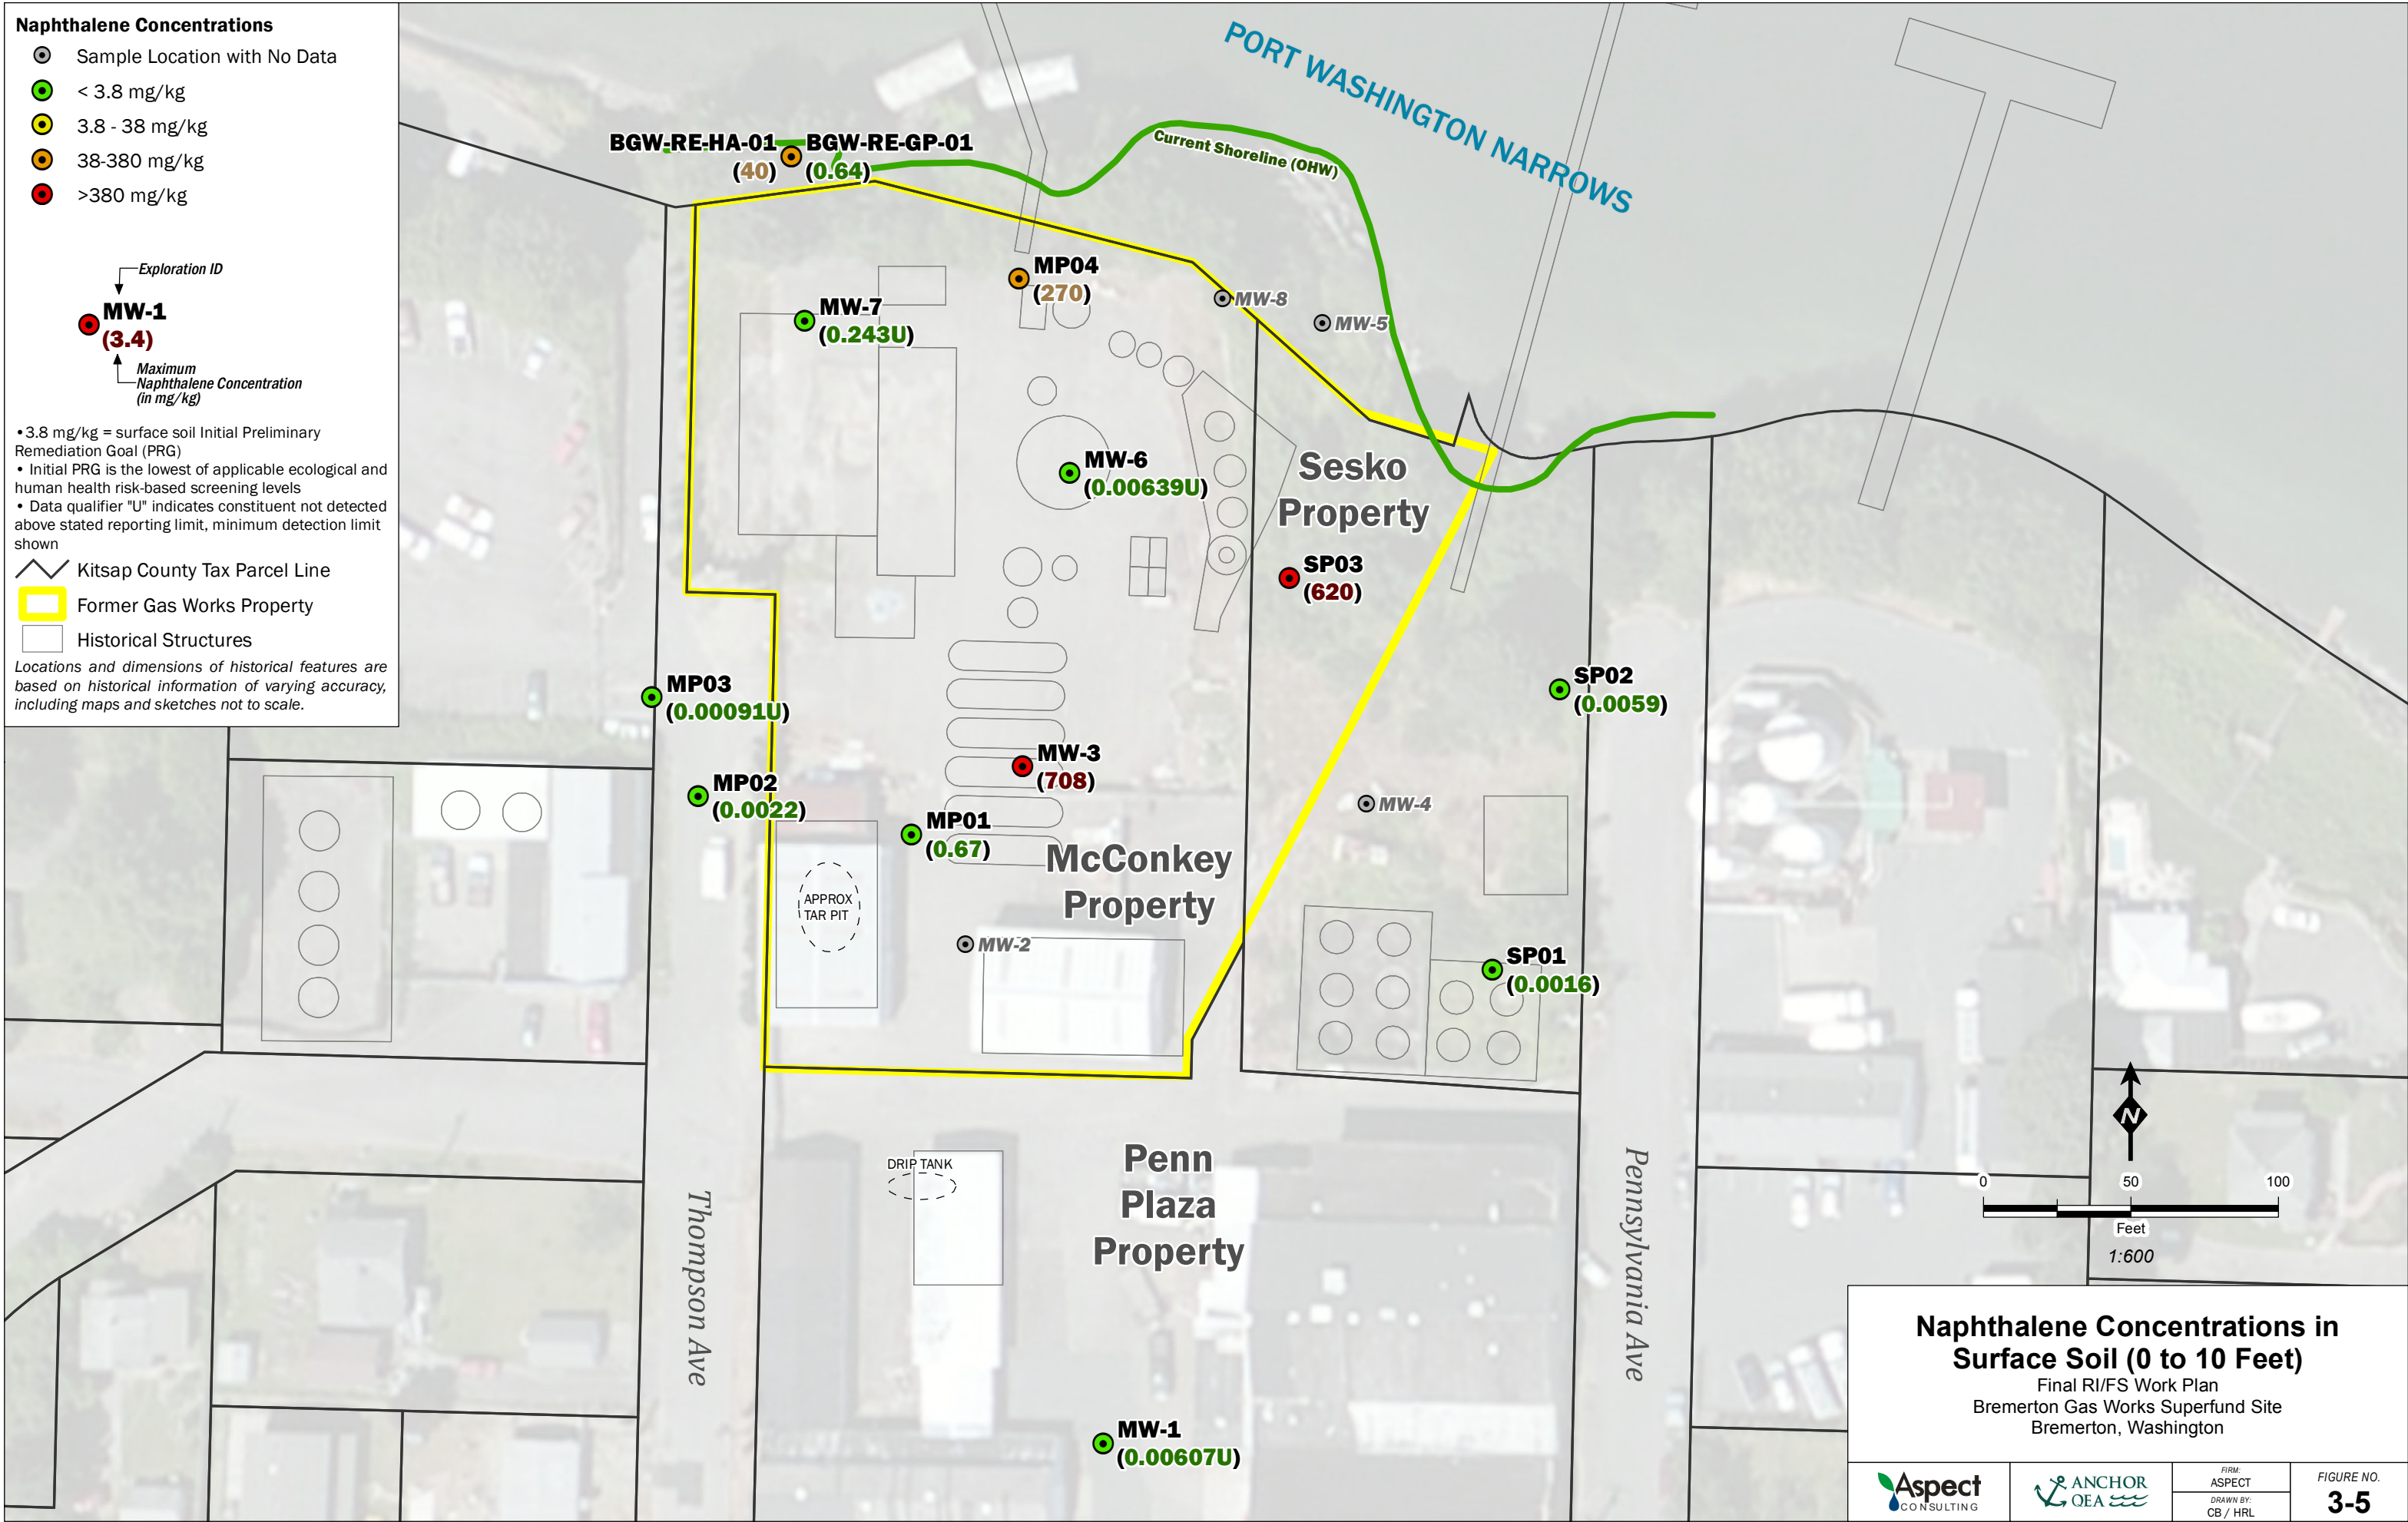 Naphthalene Concentrations
Sample Location with No Data
< 3.8 mg/kg
3.8 - 38 mg/kg
38-380 mg/kg
>380 mg/kg
Exploration ID
MW-1
(3.4)
Maximum
Naphthalene Concentration
(in mg/kg)
•3.8 mg/kg = surface soil Initial Preliminary
Remediation Goal (PRG)
• Initial PRG is the lowest of applicable ecological and
human health risk-based screening levels
• Data qualifier "U" indicates constituent not detected
above stated reporting limit, minimum detection limit
shown
Kitsap County Tax Parcel Line
Former Gas Works Property
Historical Structures
Locations and dimensions of historical features are
based on historical information of varying accuracy,
including maps and sketches not to scale.
PORT WASHINGTON NARROWS
Current Shoreline (OHW)
BGW-RE-HA-01
(40)
BGW-RE-GP-01
(0.64)
MP04
(270)
MW-7
(0.243U)
MW-8
MW-5
MW-6
(0.00639U)
Sesko
Property
SP03
(620)
MP03
(0.00091U)
SP02
(0.0059)
MW-3
(708)
MP02
(0.0022)
MW-4
MP01
(0.67)
McConkey
Property
APPROX
TAR PIT
MW-2
SP01
(0.0016)
DRIP TANK
Penn
Plaza
Property
Thompson Ave
Pennsylvania Ave
MW-1
(0.00607U)
N
0 50 100
Feet
1:600
Naphthalene Concentrations in
Surface Soil (0 to 10 Feet)
Final RI/FS Work Plan
Bremerton Gas Works Superfund Site
Bremerton, Washington
Aspect
CONSULTING
ANCHOR
QEA
FIRM:
ASPECT
DRAWN BY:
CB / HRL
FIGURE NO.
3-5